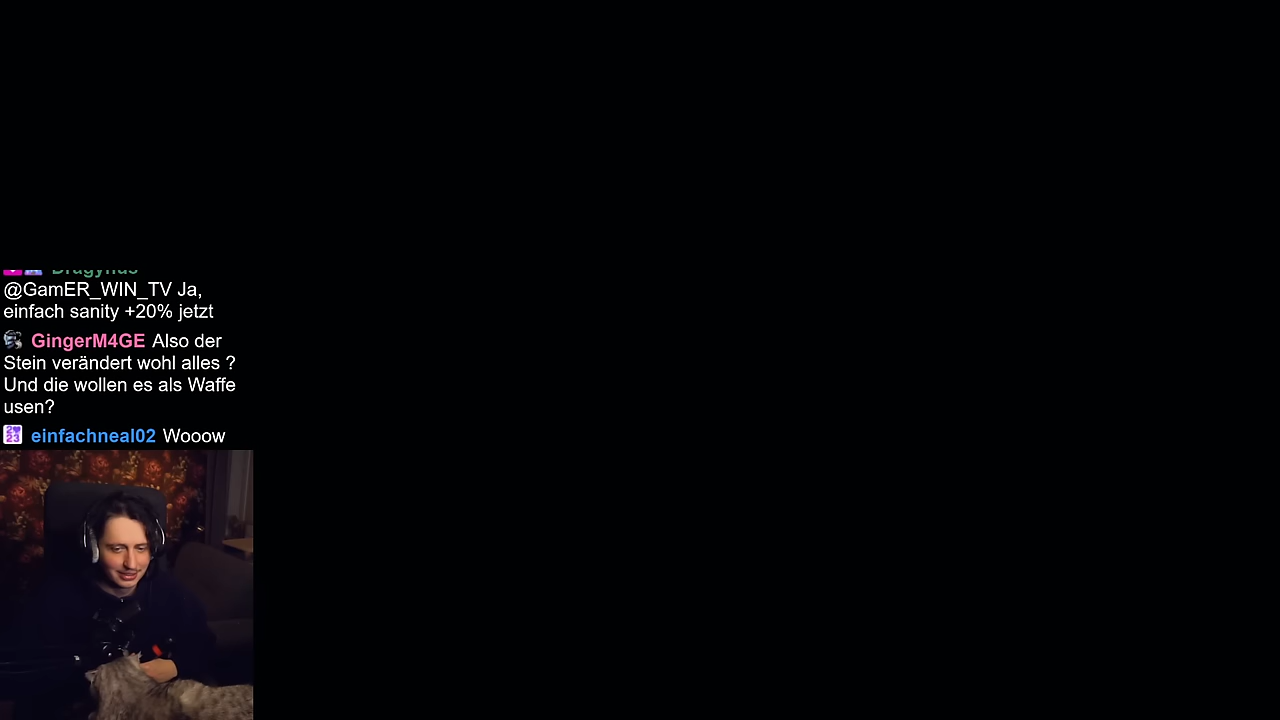 Dragynus
@GamER_WIN_TV Ja,
einfach sanity +20% jetzt
GingerM4GE Also der
Stein verändert wohl alles ?
Und die wollen es als Waffe
usen?
einfachneal02 Wooow